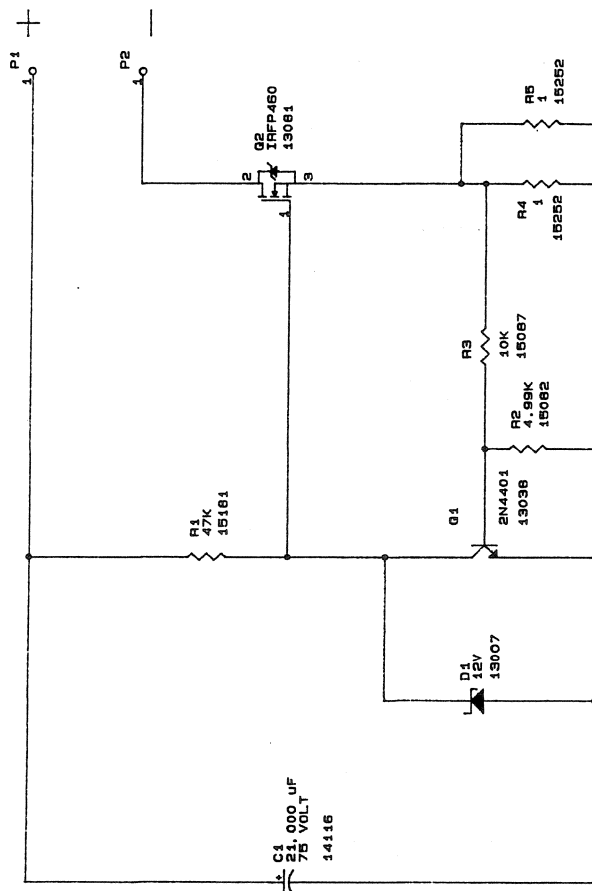 P1
+
1
P2
—
1
Q2
IRFP460
13081
2
3
1
R5
1
15252
R4
1
15252
R3
10K
15087
R2
4.99K
15082
R1
47K
15181
Q1
2N4401
13038
D1
12V
13007
C1
21,000 uF
75 VOLT
14116
+